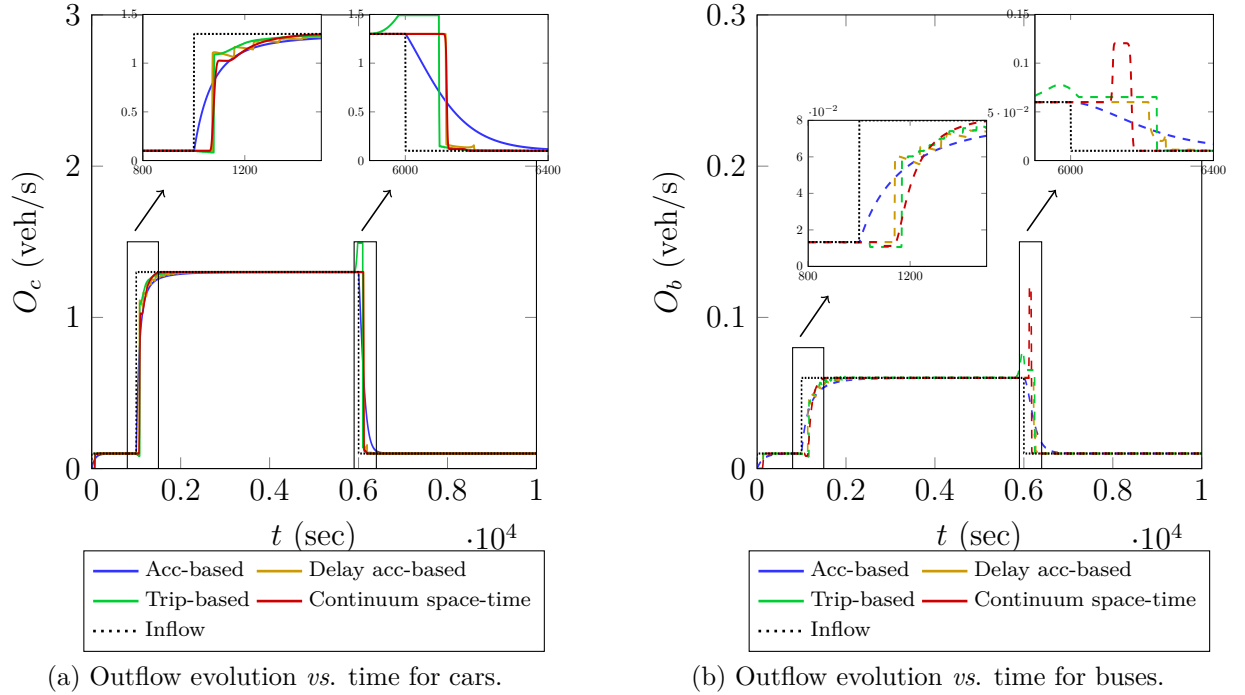 3
2
1
0
O_c (veh/s)
0 0.2 0.4 0.6 0.8 1
t (sec)
·10^4
1.5
1
0.5
0
800 1200
1.5
1
0.5
0
6000 6400
Acc-based Delay acc-based
Trip-based Continuum space-time
Inflow
(a) Outflow evolution vs. time for cars.
0.3
0.2
0.1
0
O_b (veh/s)
0 0.2 0.4 0.6 0.8 1
t (sec)
·10^4
·10^−2
8
6
4
2
0
800 1200
0.15
0.1
5 · 10^−2
0
6000 6400
Acc-based Delay acc-based
Trip-based Continuum space-time
Inflow
(b) Outflow evolution vs. time for buses.